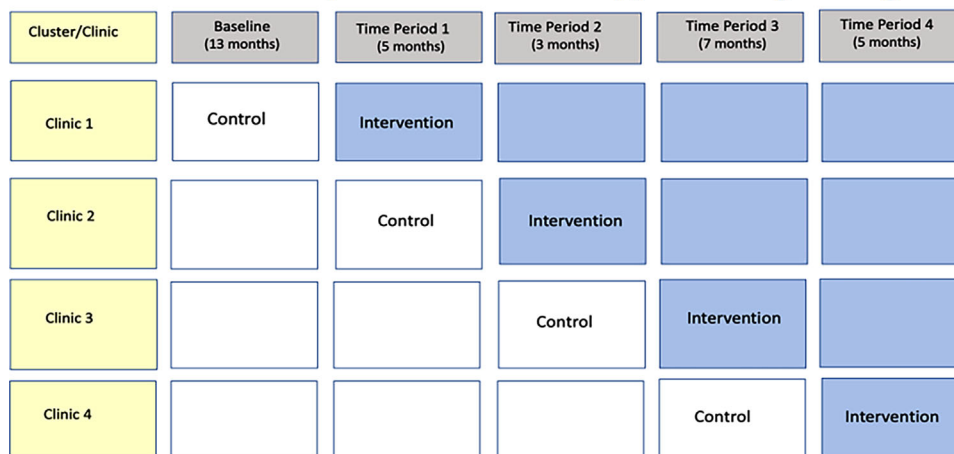 Cluster/Clinic
Baseline
(13 months)
Time Period 1
(5 months)
Time Period 2
(3 months)
Time Period 3
(7 months)
Time Period 4
(5 months)
Clinic 1
Control
Intervention
Clinic 2
Control
Intervention
Clinic 3
Control
Intervention
Clinic 4
Control
Intervention